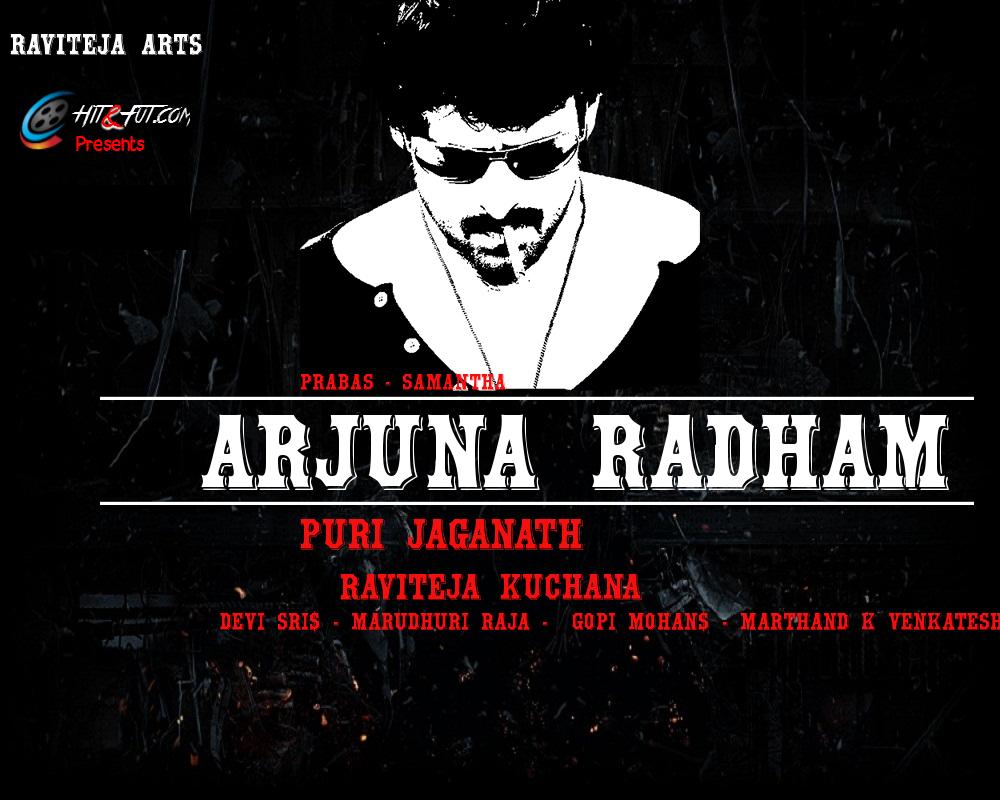 RAVITEJA ARTS
HIT&FUT.COM
Presents
PRABAS - SAMANTHA
ARJUNA RADHAM
PURI JAGANATH
RAVITEJA KUCHANA
DEVI SRI$ - MARUDHURI RAJA - GOPI MOHAN$ - MARTHAND K VENKATESH